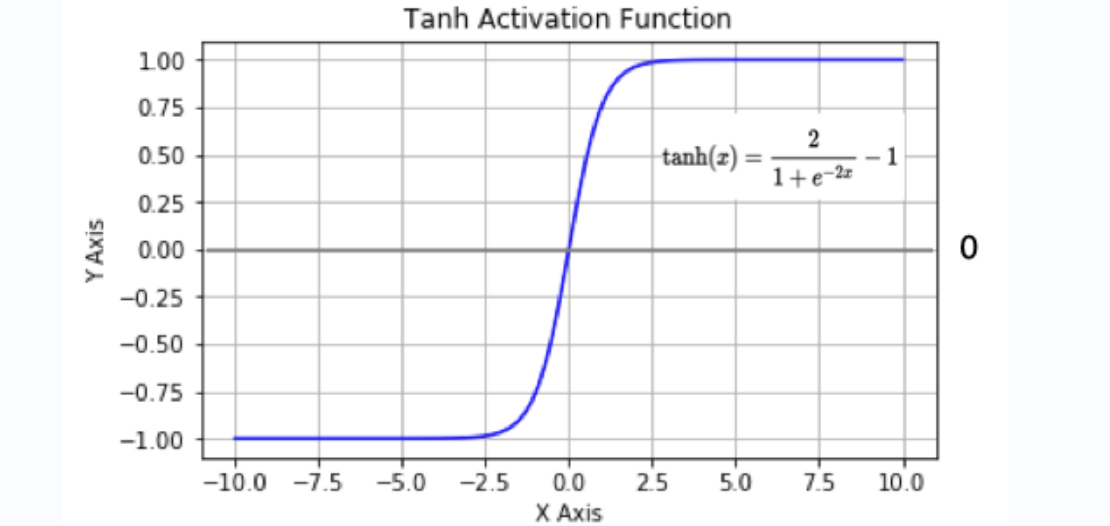 Tanh Activation Function
1.00
0.75
0.50
0.25
0.00
−0.25
−0.50
−0.75
−1.00
Y Axis
tanh(x) = 2 / (1 + e^{−2x}) − 1
0
−10.0 −7.5 −5.0 −2.5 0.0 2.5 5.0 7.5 10.0
X Axis